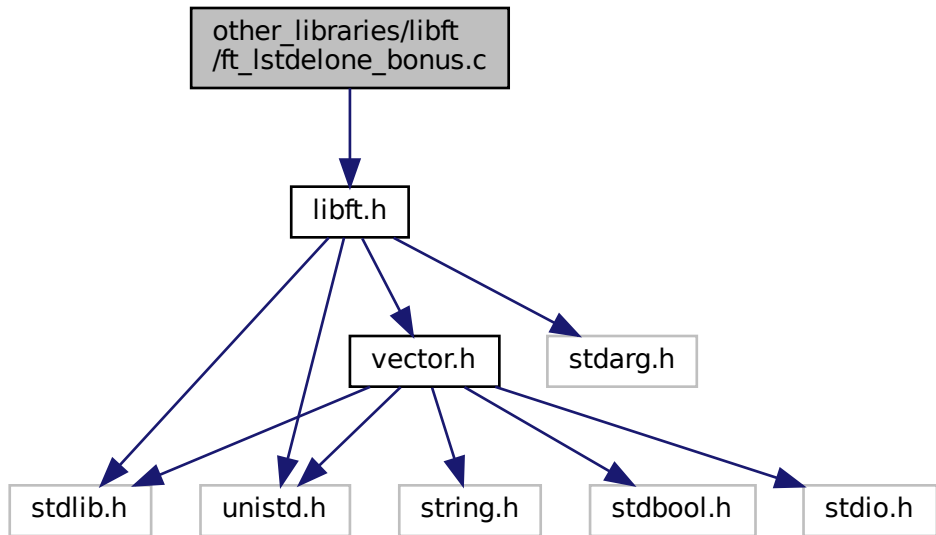 other_libraries/libft
/ft_lstdelone_bonus.c
libft.h
vector.h
stdarg.h
stdlib.h
unistd.h
string.h
stdbool.h
stdio.h